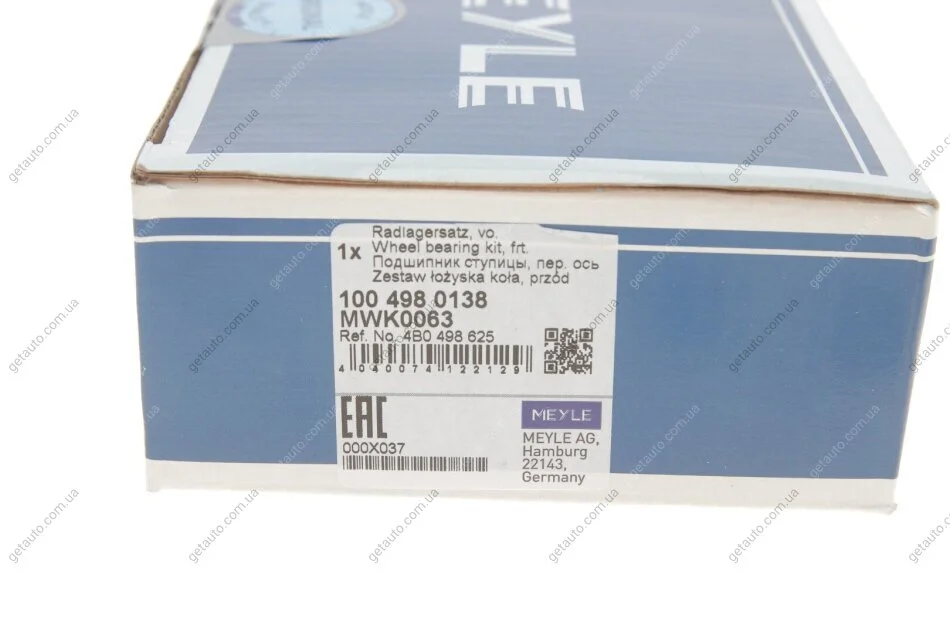 EYLE
1x
Radlagersatz, vo.
Wheel bearing kit, frt.
Подшипник ступицы, пер. ось
Zestaw łożyska koła, przód
100 498 0138
MWK0063
Ref. No. 4B0 498 625
4 040074 122129
EAC
000X037
MEYLE
MEYLE AG,
Hamburg
22143,
Germany
getauto.com.ua